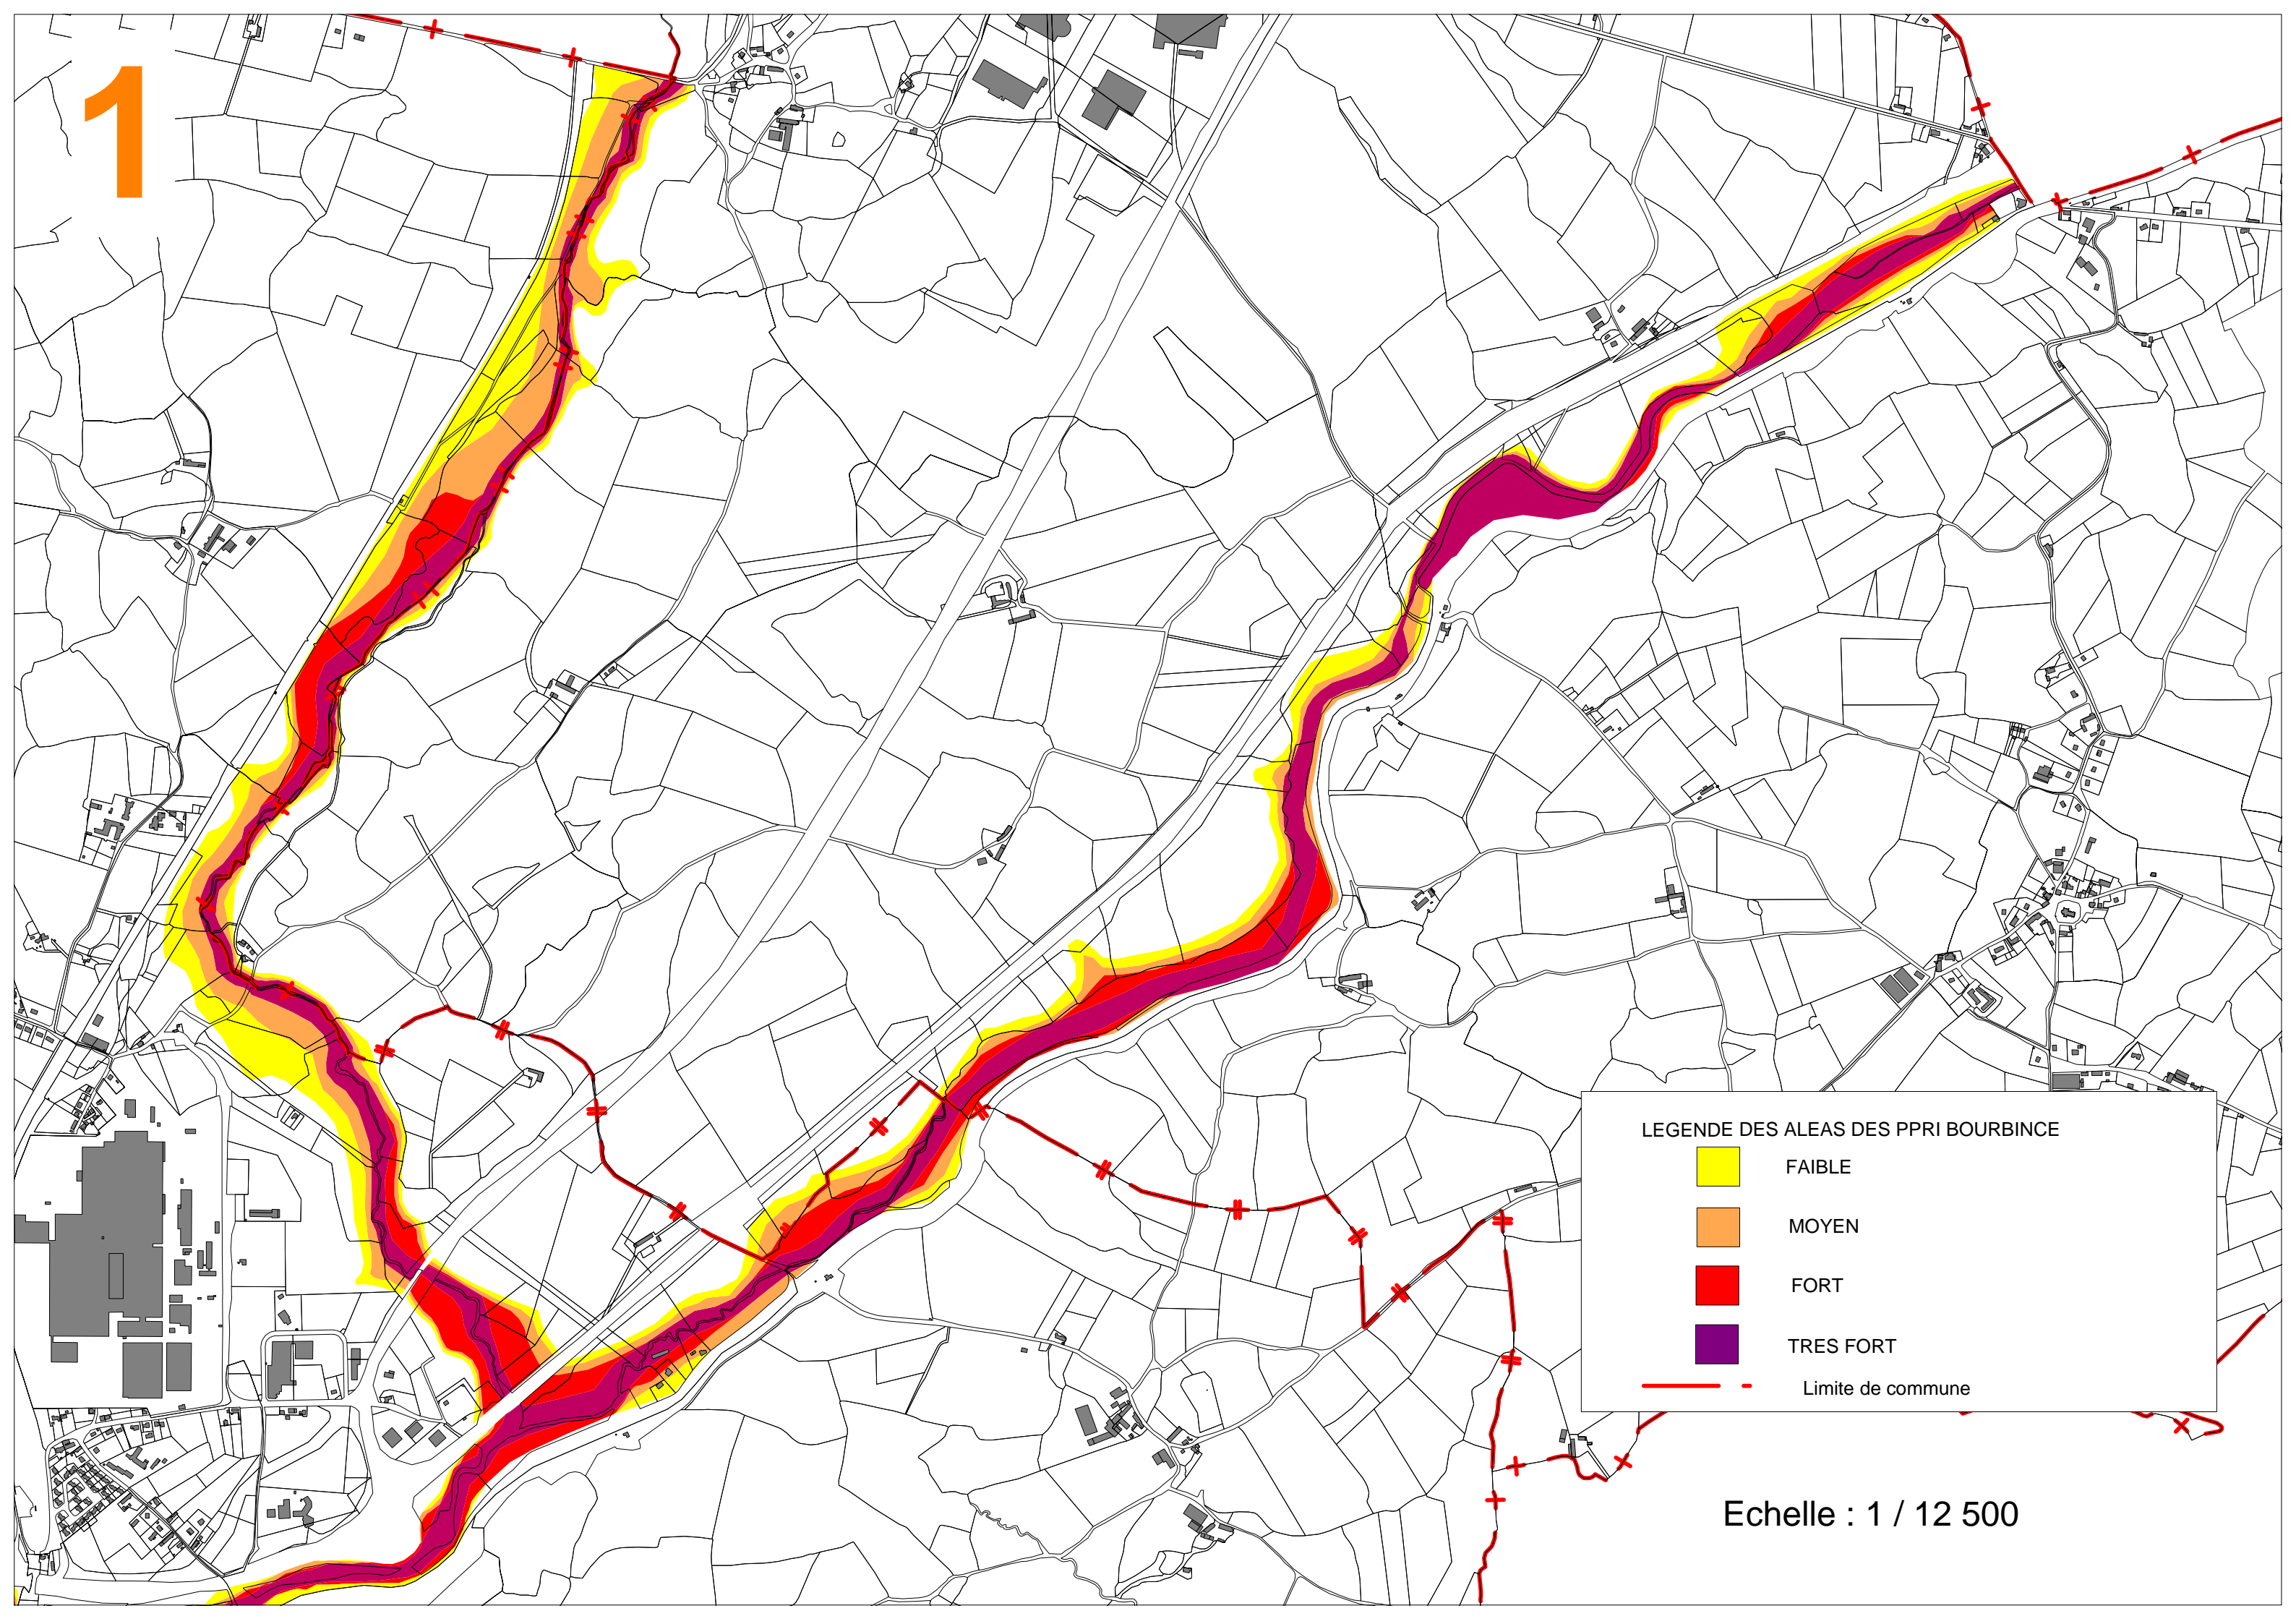 1
LEGENDE DES ALEAS DES PPRI BOURBINCE
FAIBLE
MOYEN
FORT
TRES FORT
Limite de commune
Echelle : 1 / 12 500